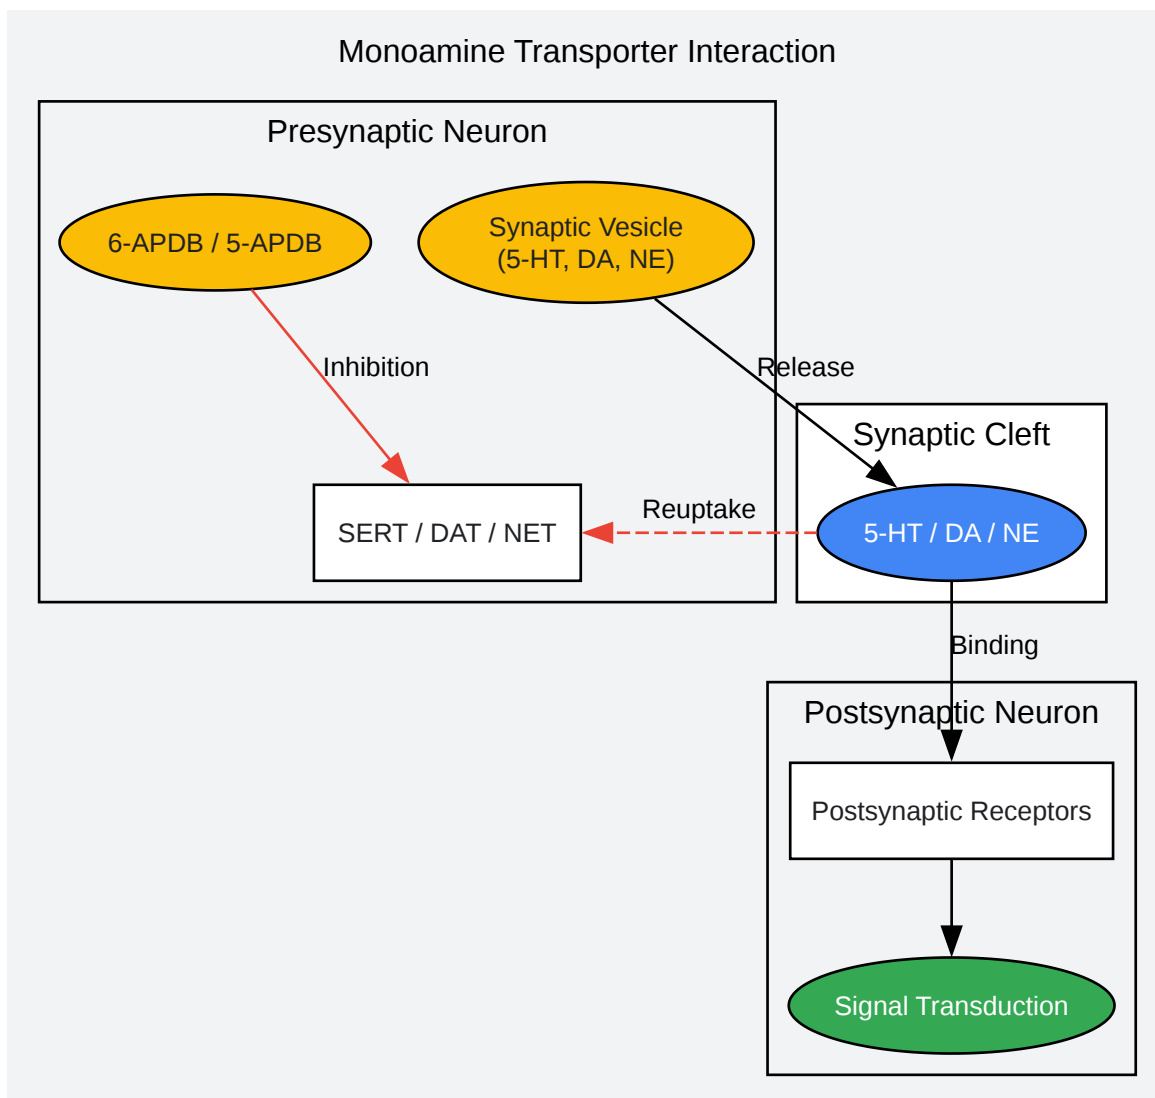 Monoamine Transporter Interaction
Presynaptic Neuron
6-APDB / 5-APDB
Synaptic Vesicle
(5-HT, DA, NE)
Inhibition
Release
Synaptic Cleft
SERT / DAT / NET
Reuptake
5-HT / DA / NE
Binding
Postsynaptic Neuron
Postsynaptic Receptors
Signal Transduction